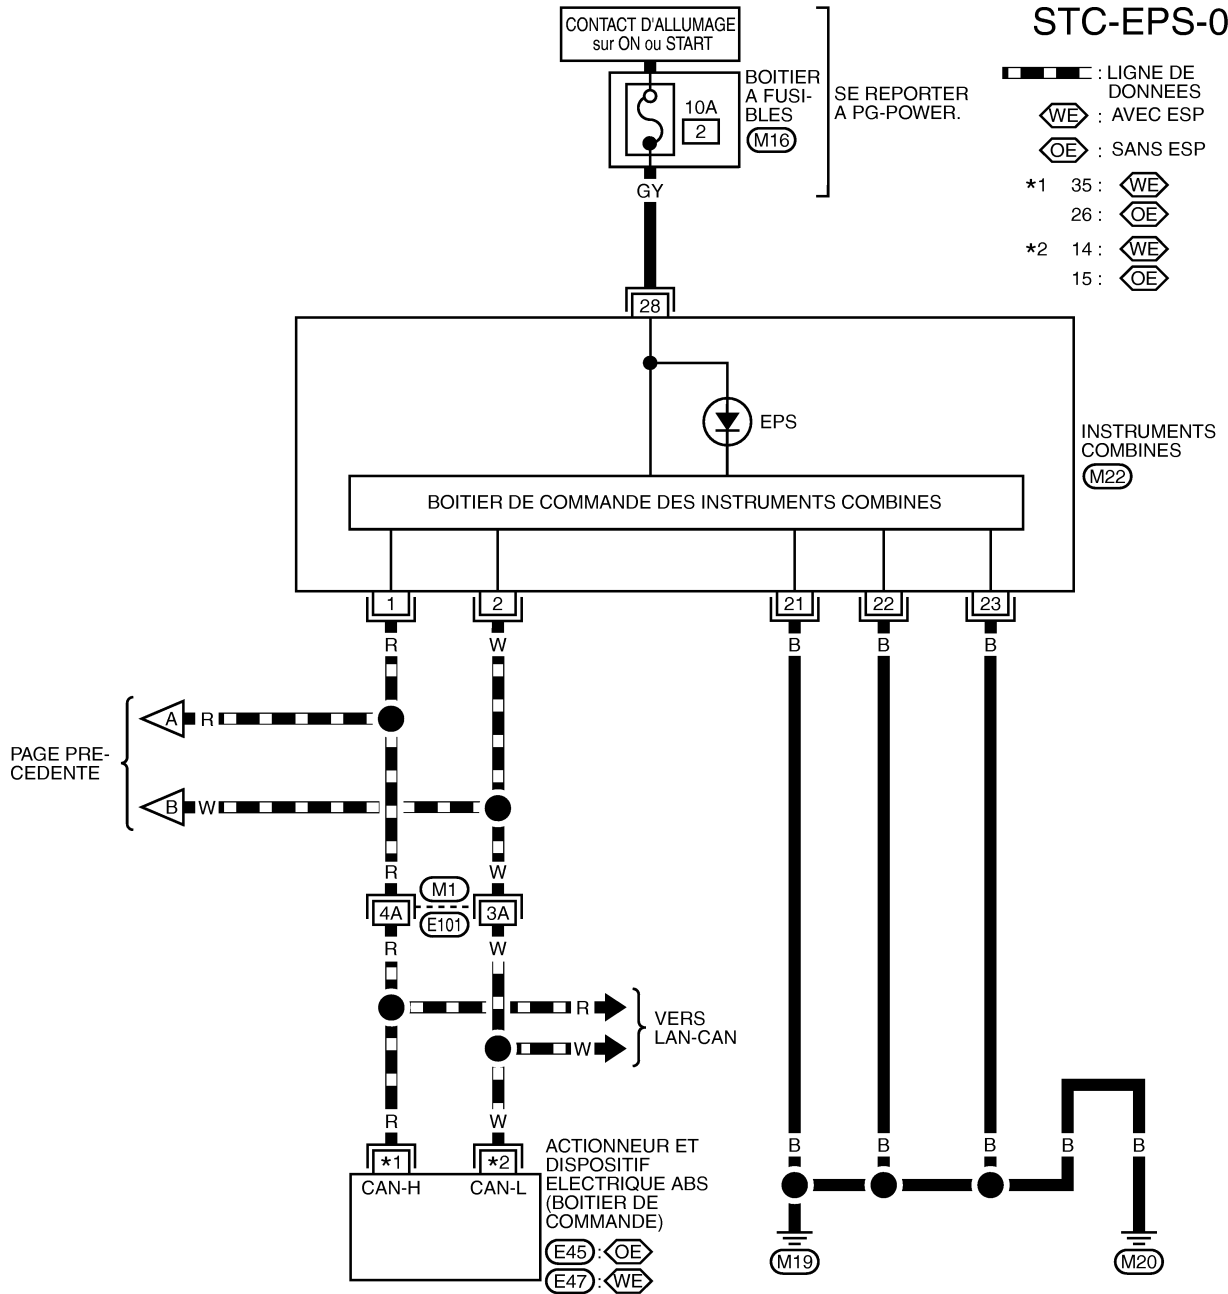 STC-EPS-0
CONTACT D'ALLUMAGE
sur ON ou START
BOITIER
A FUSI-
BLES
M16
10A
2
SE REPORTER
A PG-POWER.
: LIGNE DE
DONNEES
WE : AVEC ESP
OE : SANS ESP
*1 35 : WE
26 : OE
*2 14 : WE
15 : OE
GY
28
EPS
INSTRUMENTS
COMBINES
M22
BOITIER DE COMMANDE DES INSTRUMENTS COMBINES
1 2 21 22 23
R W B B B
A R
PAGE PRE-
CEDENTE
B W
R W
M1
4A 3A
E101
R W
R
VERS
LAN-CAN
W
R W
B B B B B
*1 *2
CAN-H CAN-L
ACTIONNEUR ET
DISPOSITIF
ELECTRIQUE ABS
(BOITIER DE
COMMANDE)
E45 : OE
E47 : WE
M19 M20